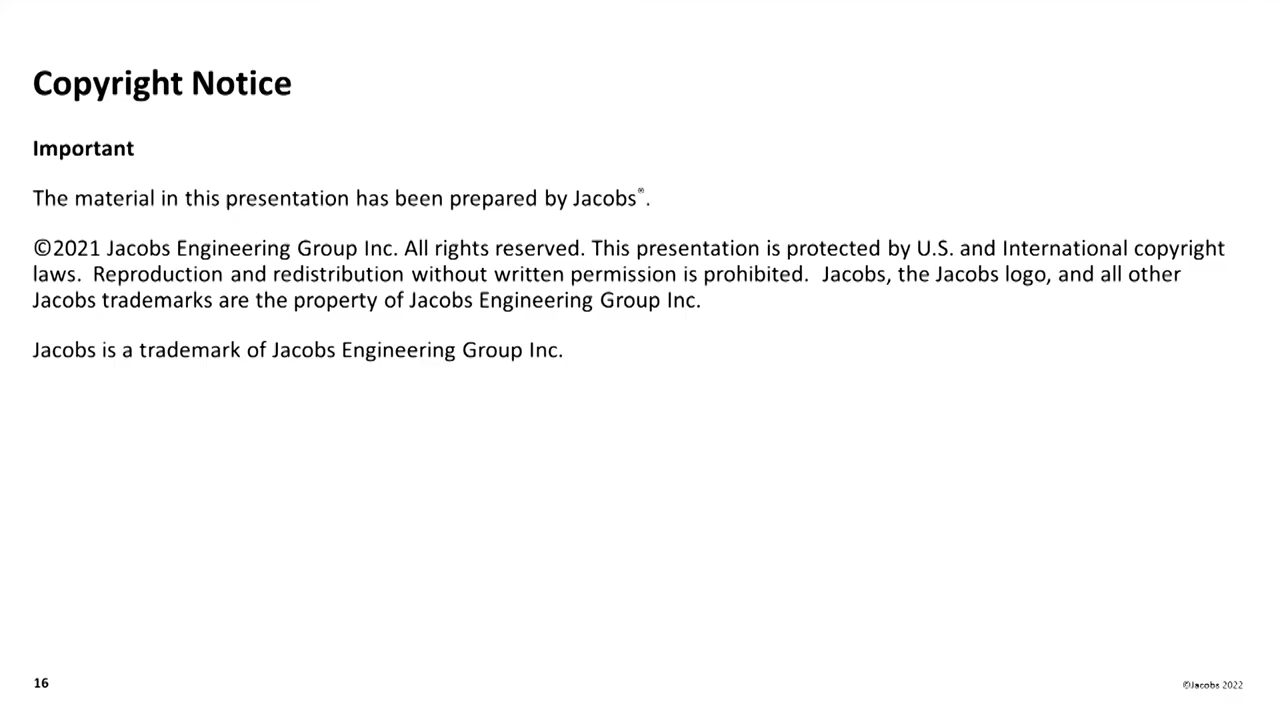 Copyright Notice
Important
The material in this presentation has been prepared by Jacobs®.
©2021 Jacobs Engineering Group Inc. All rights reserved. This presentation is protected by U.S. and International copyright
laws.  Reproduction and redistribution without written permission is prohibited.  Jacobs, the Jacobs logo, and all other
Jacobs trademarks are the property of Jacobs Engineering Group Inc.
Jacobs is a trademark of Jacobs Engineering Group Inc.
16
©Jacobs 2022